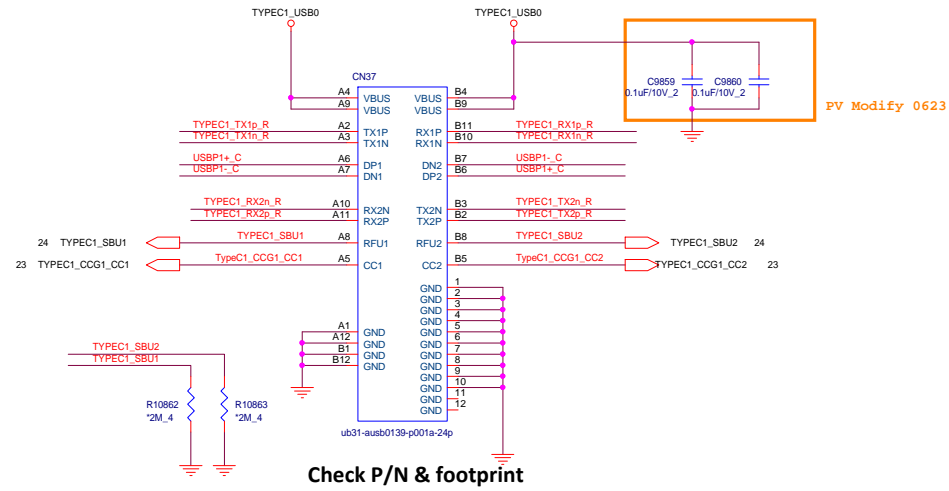 TYPEC1_USB0
TYPEC1_USB0
CN37
C9859
C9860
0.1uF/10V_2
0.1uF/10V_2
PV Modify 0623
A4 VBUS VBUS B4
A9 VBUS VBUS B9
TYPEC1_TX1p_R A2 TX1P RX1P B11 TYPEC1_RX1p_R
TYPEC1_TX1n_R A3 TX1N RX1N B10 TYPEC1_RX1n_R
USBP1+_C A6 DP1 DN2 B7 USBP1-_C
USBP1-_C A7 DN1 DP2 B6 USBP1+_C
TYPEC1_RX2n_R A10 RX2N TX2N B3 TYPEC1_TX2n_R
TYPEC1_RX2p_R A11 RX2P TX2P B2 TYPEC1_TX2p_R
24 TYPEC1_SBU1 TYPEC1_SBU1 A8 RFU1 RFU2 B8 TYPEC1_SBU2 TYPEC1_SBU2 24
23 TYPEC1_CCG1_CC1 TypeC1_CCG1_CC1 A5 CC1 CC2 B5 TypeC1_CCG1_CC2 TYPEC1_CCG1_CC2 23
GND 1
GND 2
GND 3
GND 4
A1 GND GND 5
A12 GND GND 6
B1 GND GND 7
B12 GND GND 8
GND 9
GND 10
GND 11
GND 12
TYPEC1_SBU2
TYPEC1_SBU1
R10862
*2M_4
R10863
*2M_4
ub31-ausb0139-p001a-24p
Check P/N & footprint